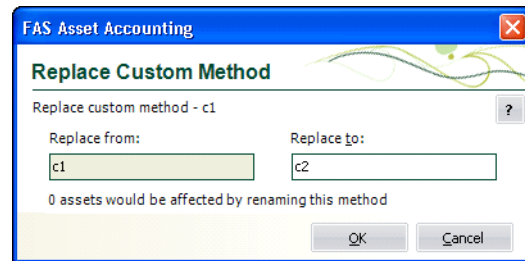 FAS Asset Accounting
Replace Custom Method
Replace custom method - c1
?
Replace from: Replace to:
c1 c2
0 assets would be affected by renaming this method
OK Cancel